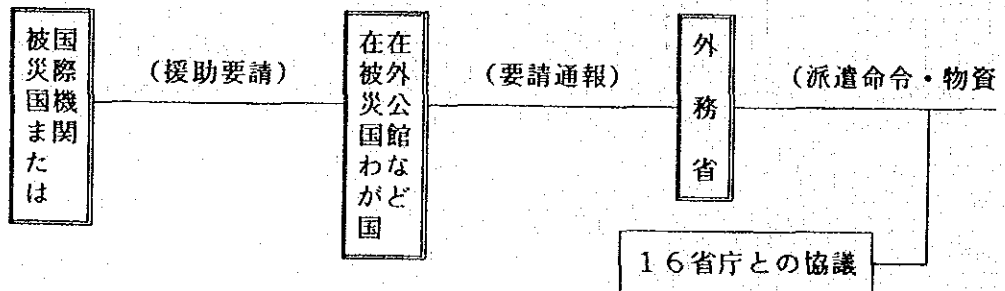 被災国または
国際機関
(援助要請)
在被災国わが国
在外公館など
(要請通報)
外務省
(派遣命令・物資
16省庁との協議